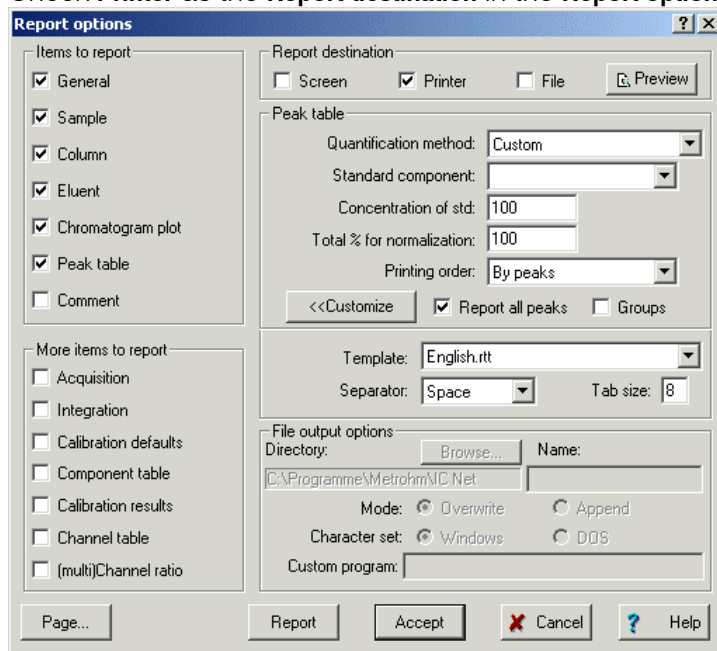 Report options
Items to report
General
Sample
Column
Eluent
Chromatogram plot
Peak table
Comment
More items to report
Acquisition
Integration
Calibration defaults
Component table
Calibration results
Channel table
(multi)Channel ratio
Page...
Report destination
Screen Printer File Preview
Peak table
Quantification method: Custom
Standard component:
Concentration of std: 100
Total % for normalization: 100
Printing order: By peaks
<<Customize Report all peaks Groups
Template: English.rtt
Separator: Space Tab size: 8
File output options
Directory: Browse... Name:
C:\Programme\Metrohm\IC Net
Mode: Overwrite Append
Character set: Windows DOS
Custom program:
Report Accept Cancel ? Help